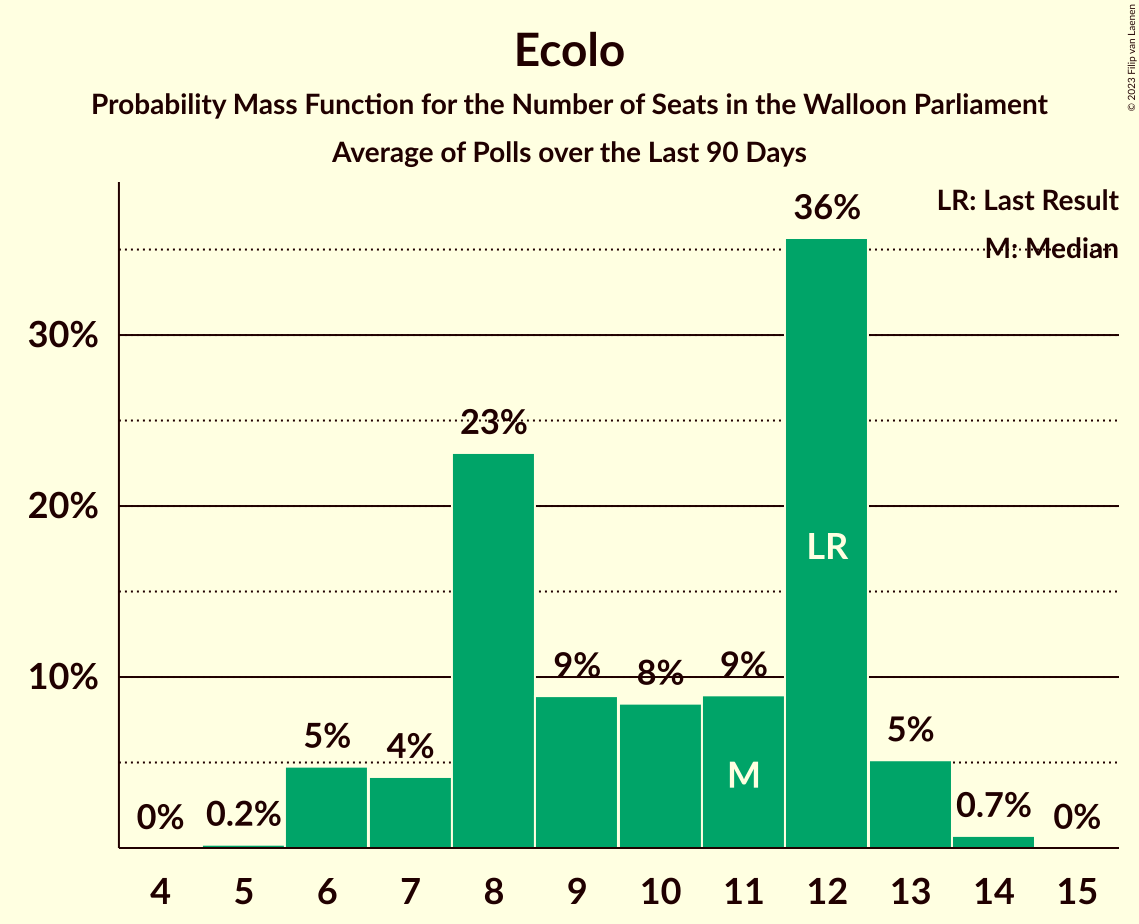 Ecolo
Probability Mass Function for the Number of Seats in the Walloon Parliament
Average of Polls over the Last 90 Days
© 2023 Filip van Laenen
LR: Last Result
M: Median
36%
30%
23%
20%
LR
10%
9%
8%
9%
5%
4%
5%
M
0%
0.2%
0.7%
0%
4 5 6 7 8 9 10 11 12 13 14 15